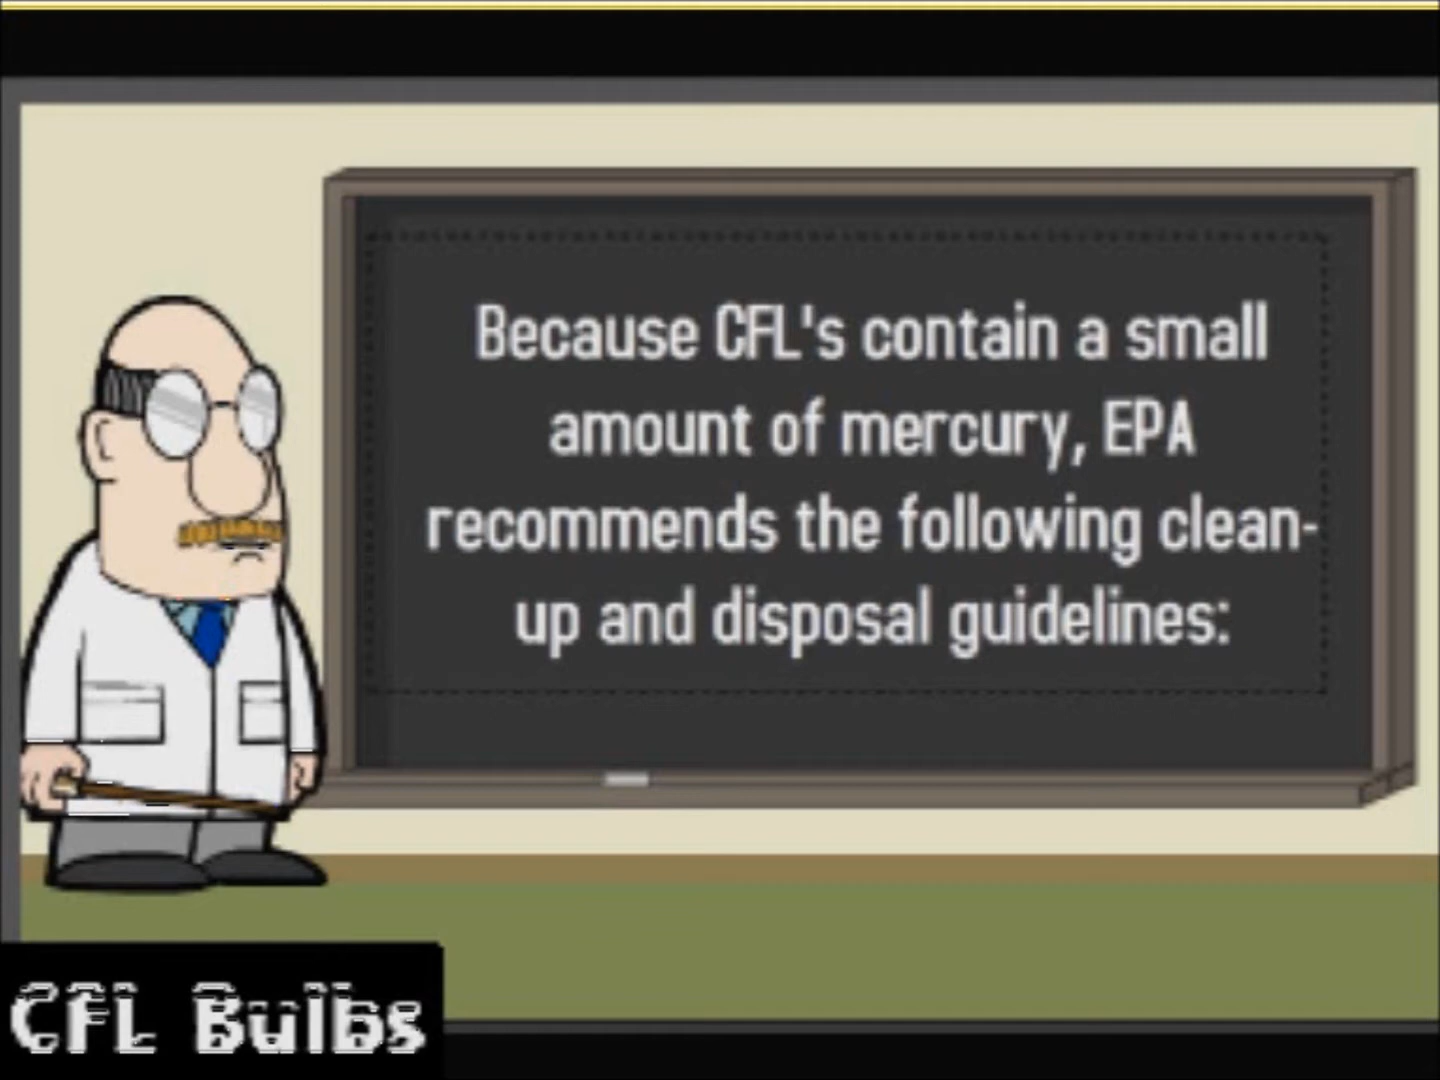 Because CFL's contain a small
amount of mercury, EPA
recommends the following clean-
up and disposal guidelines:
CFL Bulbs